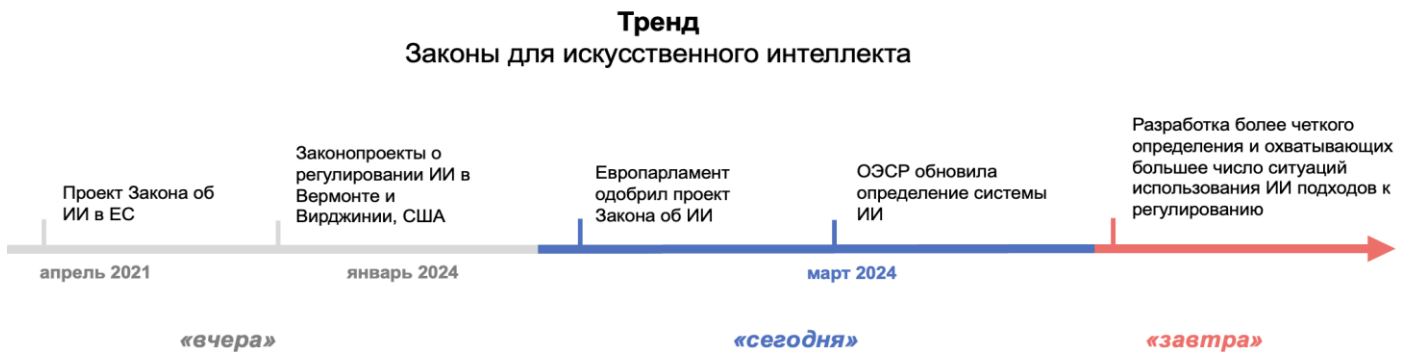 Тренд
Законы для искусственного интеллекта
Проект Закона об
ИИ в ЕС
Законопроекты о
регулировании ИИ в
Вермонте и
Вирджинии, США
Европарламент
одобрил проект
Закона об ИИ
ОЭСР обновила
определение системы
ИИ
Разработка более четкого
определения и охватывающих
большее число ситуаций
использования ИИ подходов к
регулированию
апрель 2021
январь 2024
март 2024
«вчера»
«сегодня»
«завтра»